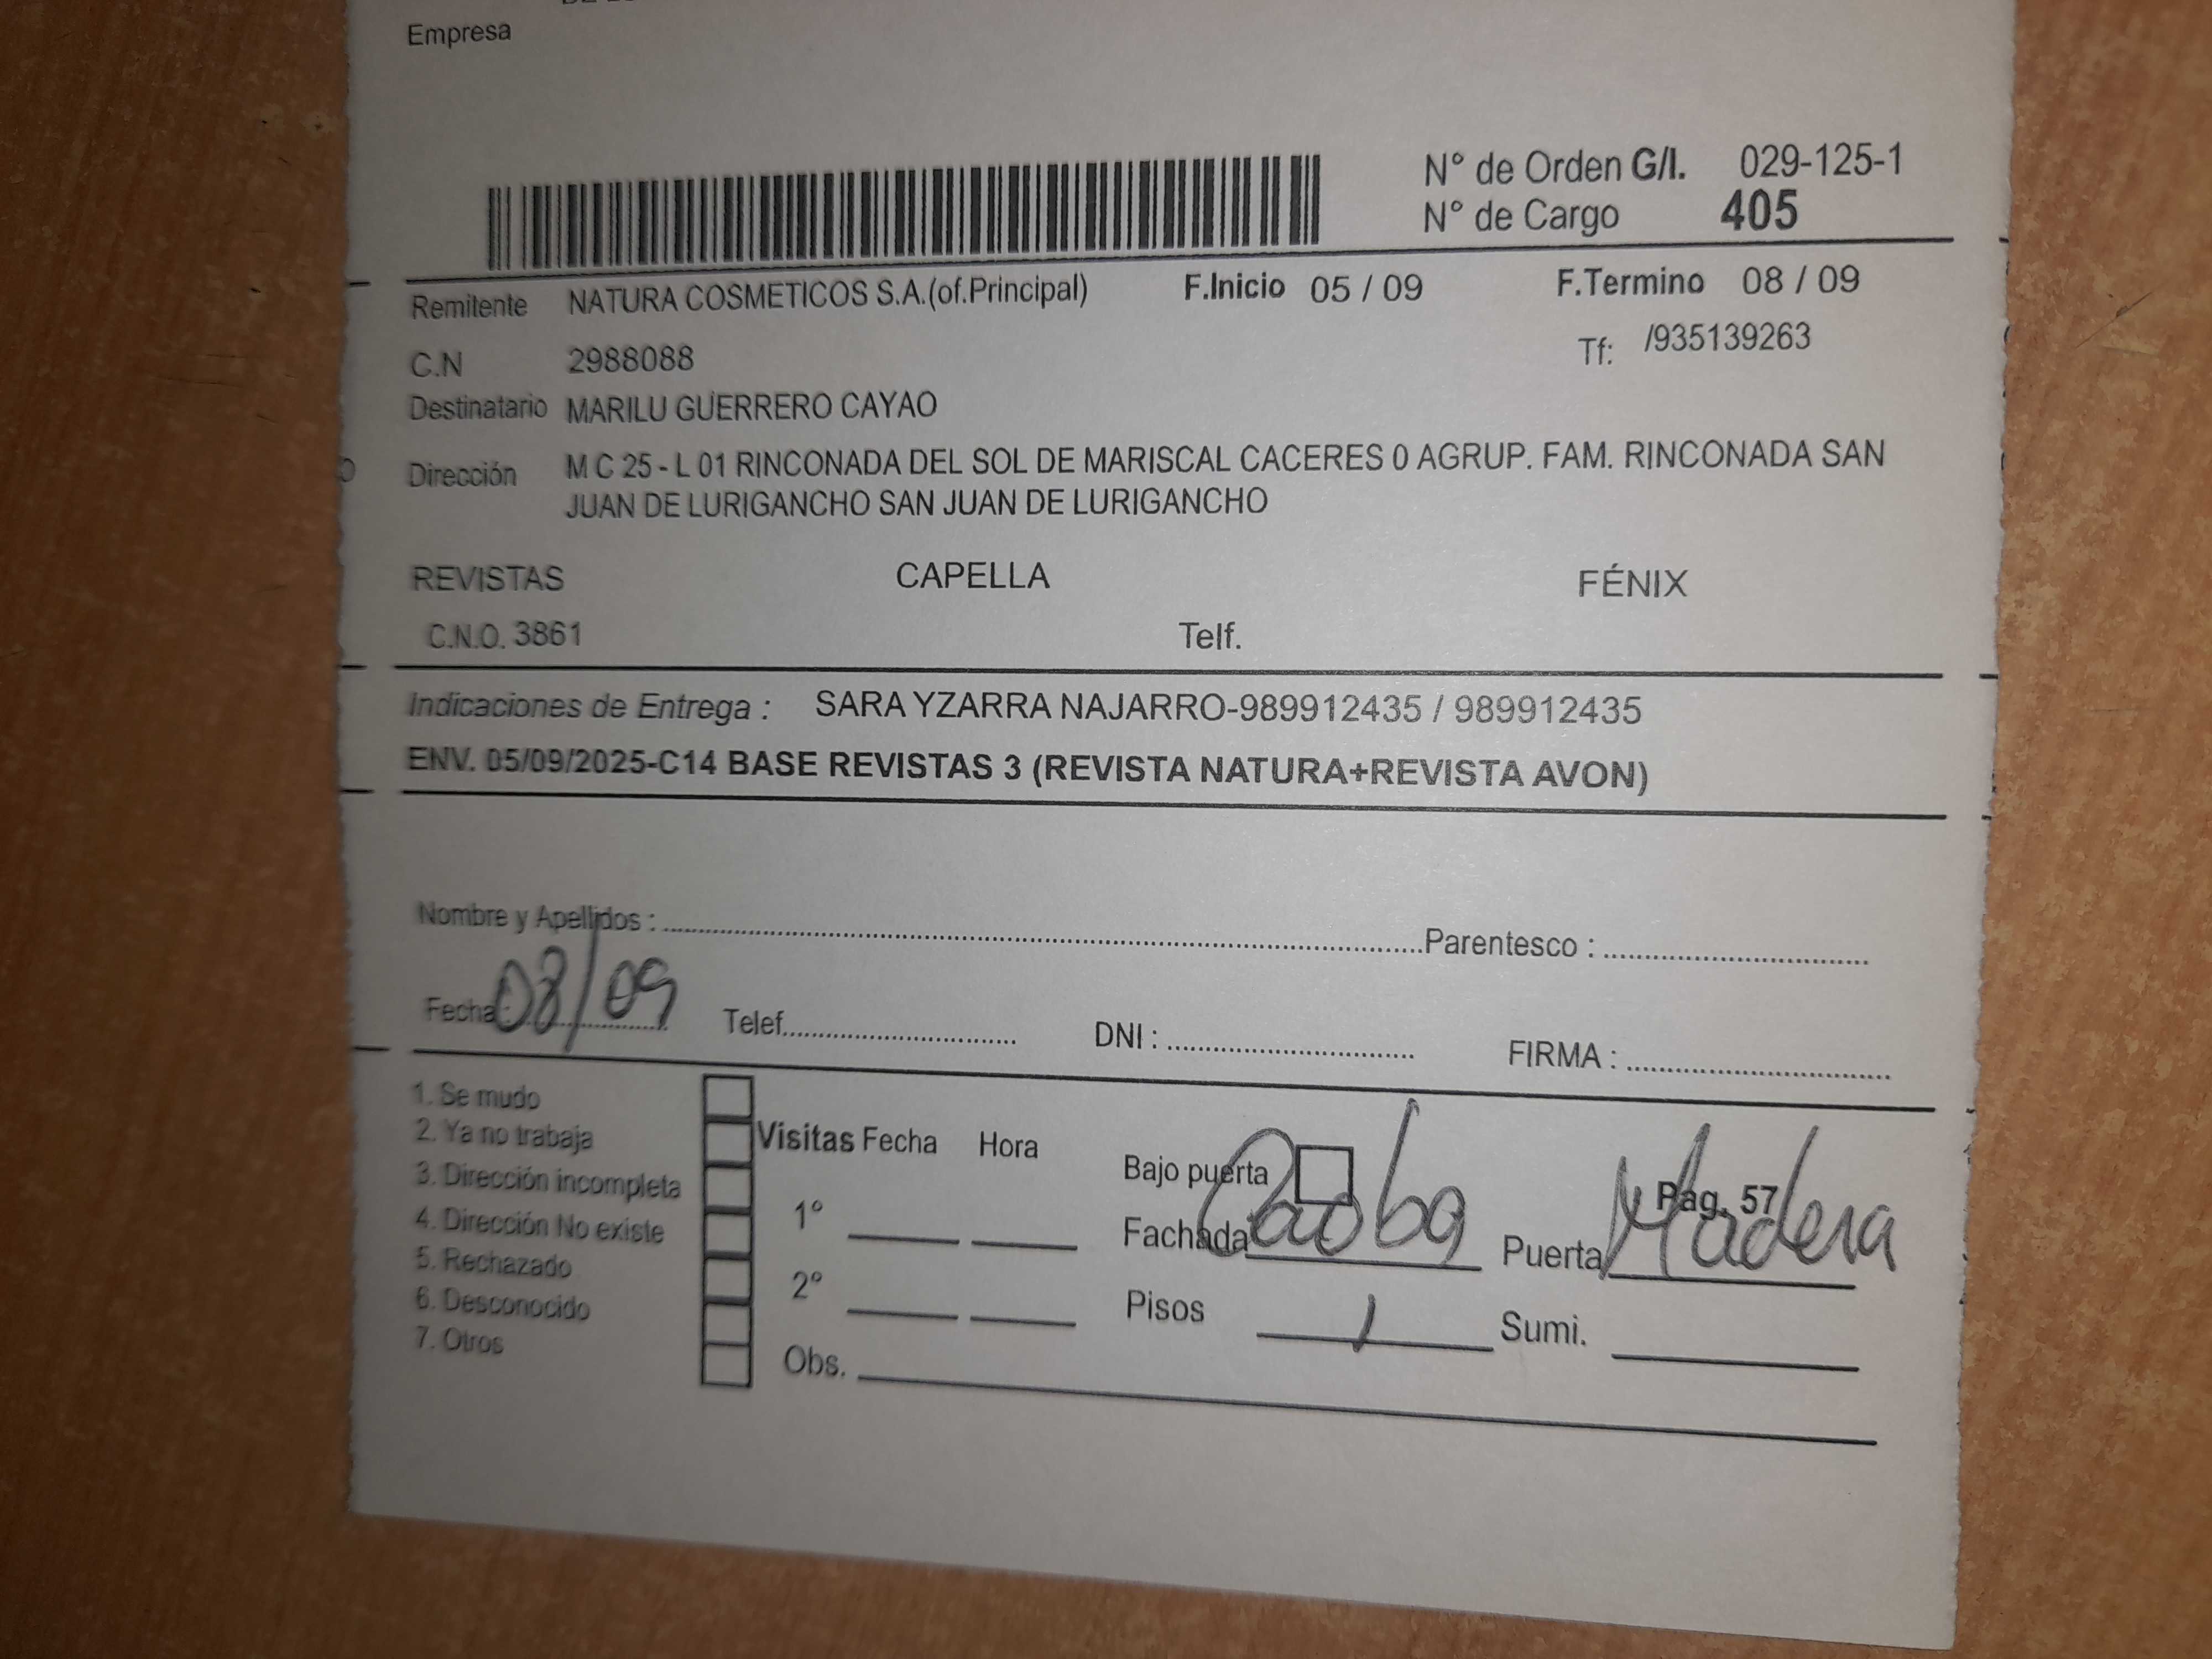 Empresa
N° de Orden G/I. 029-125-1
N° de Cargo 405
Remitente NATURA COSMETICOS S.A.(of.Principal) F.Inicio 05 / 09 F.Termino 08 / 09
C.N 2988088 Tf: /935139263
Destinatario MARILU GUERRERO CAYAO
Dirección M C 25 - L 01 RINCONADA DEL SOL DE MARISCAL CACERES 0 AGRUP. FAM. RINCONADA SAN
JUAN DE LURIGANCHO SAN JUAN DE LURIGANCHO
REVISTAS CAPELLA FÉNIX
C.N.O. 3861 Telf.
Indicaciones de Entrega : SARA YZARRA NAJARRO-989912435 / 989912435
ENV. 05/09/2025-C14 BASE REVISTAS 3 (REVISTA NATURA+REVISTA AVON)
Nombre y Apellidos : Parentesco :
Fecha: 08/09 Telef. DNI : FIRMA :
1. Se mudo
2. Ya no trabaja
3. Dirección incompleta
4. Dirección No existe
5. Rechazado
6. Desconocido
7. Otros
Visitas Fecha Hora
1°
2°
Obs.
Bajo puerta Pág. 57
Fachada Caoba Puerta Madera
Pisos 1 Sumi.